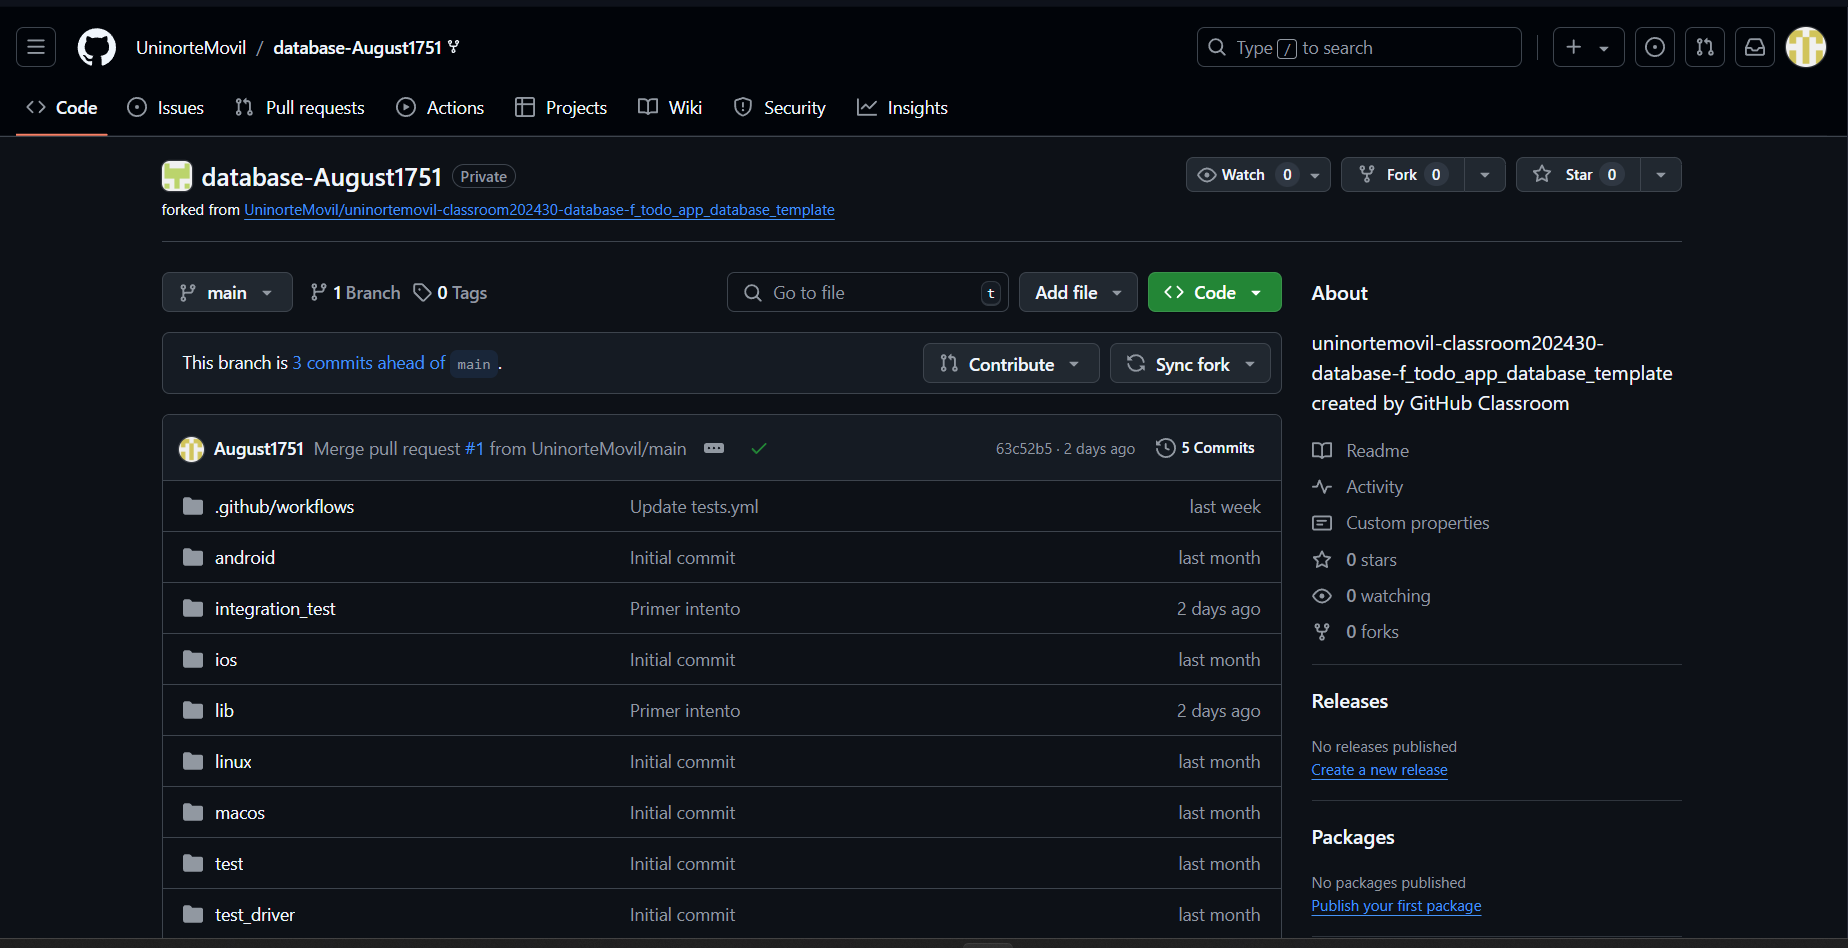 UninorteMovil / database-August1751
Type / to search
Code
Issues
Pull requests
Actions
Projects
Wiki
Security
Insights
database-August1751 Private
Watch 0
Fork 0
Star 0
forked from UninorteMovil/uninortemovil-classroom202430-database-f_todo_app_database_template
main
1 Branch
0 Tags
Go to file t
Add file
Code
This branch is 3 commits ahead of main .
Contribute
Sync fork
August1751 Merge pull request #1 from UninorteMovil/main
63c52b5 · 2 days ago
5 Commits
.github/workflows Update tests.yml last week
android Initial commit last month
integration_test Primer intento 2 days ago
ios Initial commit last month
lib Primer intento 2 days ago
linux Initial commit last month
macos Initial commit last month
test Initial commit last month
test_driver Initial commit last month
About
uninortemovil-classroom202430-
database-f_todo_app_database_template
created by GitHub Classroom
Readme
Activity
Custom properties
0 stars
0 watching
0 forks
Releases
No releases published
Create a new release
Packages
No packages published
Publish your first package